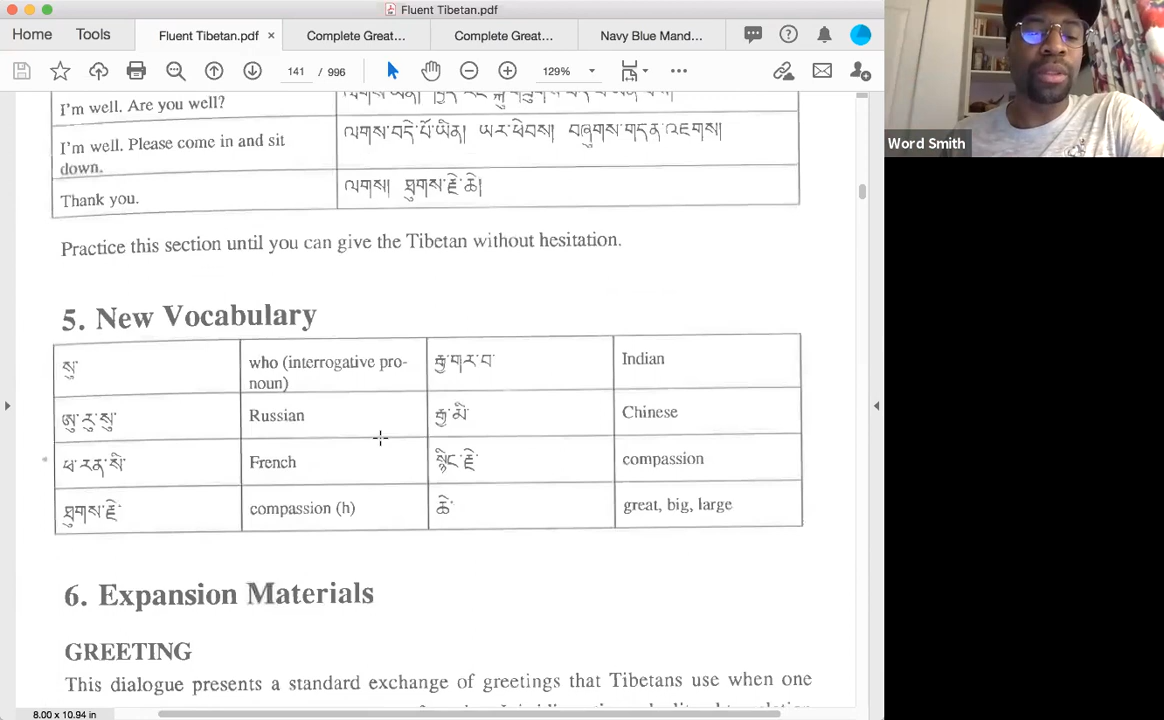 Fluent Tibetan.pdf
Home Tools Fluent Tibetan.pdf × Complete Great... Complete Great... Navy Blue Mand...
141 / 996 129%
I'm well. Are you well?
I'm well. Please come in and sit down. ལགས་བདེ་པོ་ཡིན། ཡར་ཕེབས། བཞུགས་གདན་འཇགས།
Thank you. ལགས། ཐུགས་རྗེ་ཆེ།
Practice this section until you can give the Tibetan without hesitation.
5. New Vocabulary
སུ་ who (interrogative pro-noun) རྒྱ་གར་བ་ Indian
ཨུ་རུ་སུ་ Russian རྒྱ་མི་ Chinese
ཕ་རན་སི་ French སྙིང་རྗེ་ compassion
ཐུགས་རྗེ་ compassion (h) ཆེ་ great, big, large
6. Expansion Materials
GREETING
This dialogue presents a standard exchange of greetings that Tibetans use when one
8.00 x 10.94 in
Word Smith